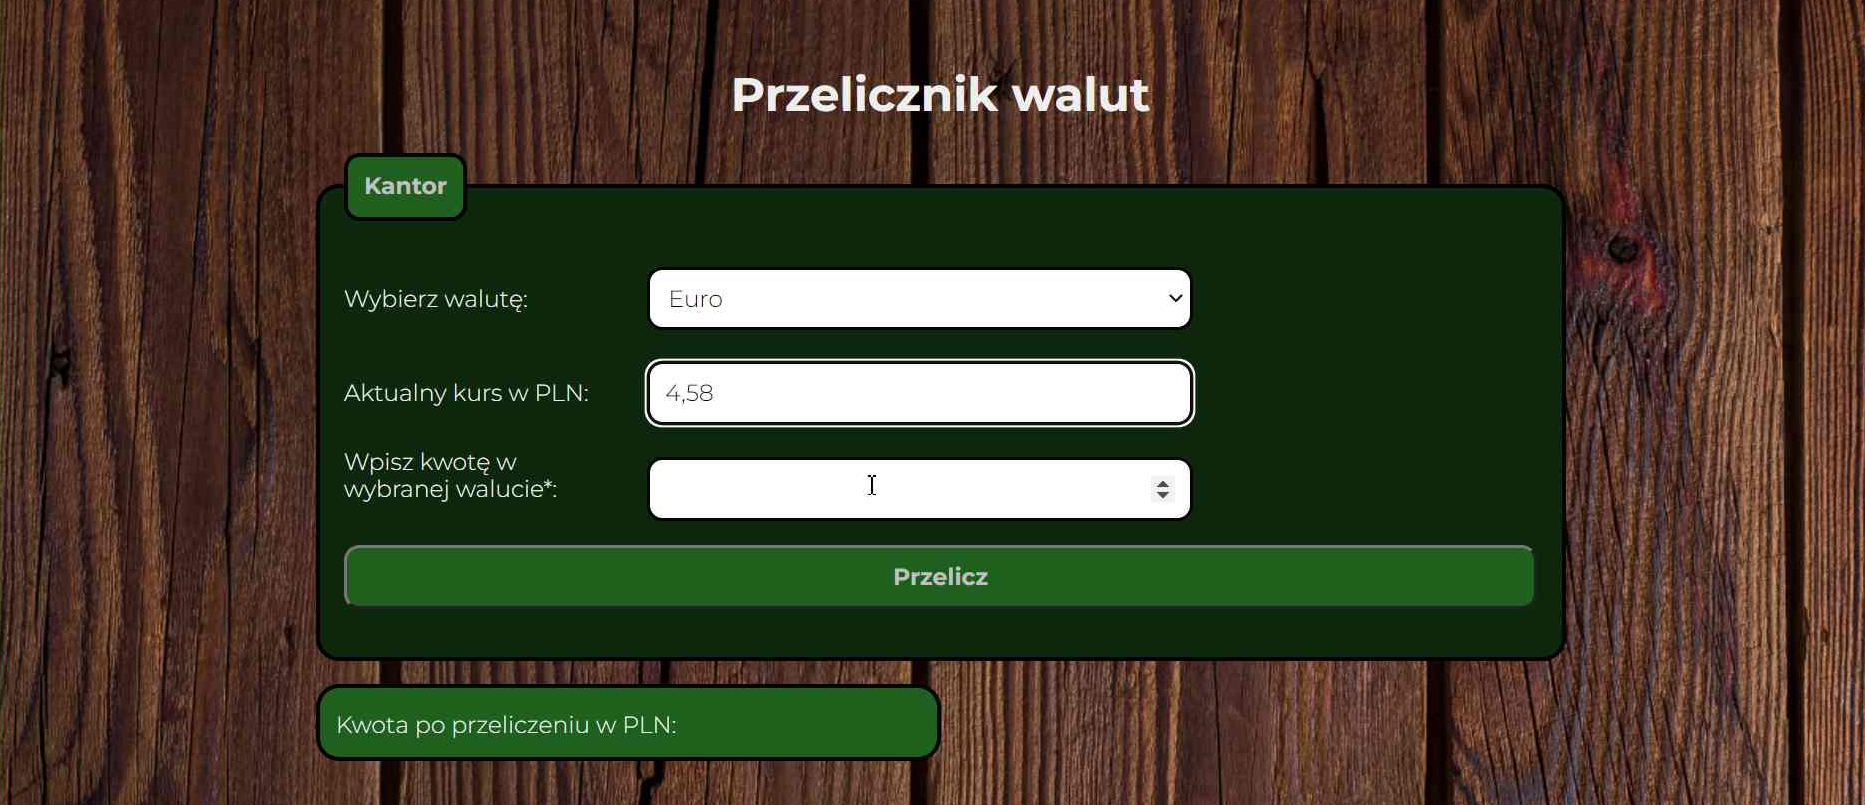 Przelicznik walut
Kantor
Wybierz walutę:
Euro
Aktualny kurs w PLN:
4,58
Wpisz kwotę w
wybranej walucie*:
Przelicz
Kwota po przeliczeniu w PLN: